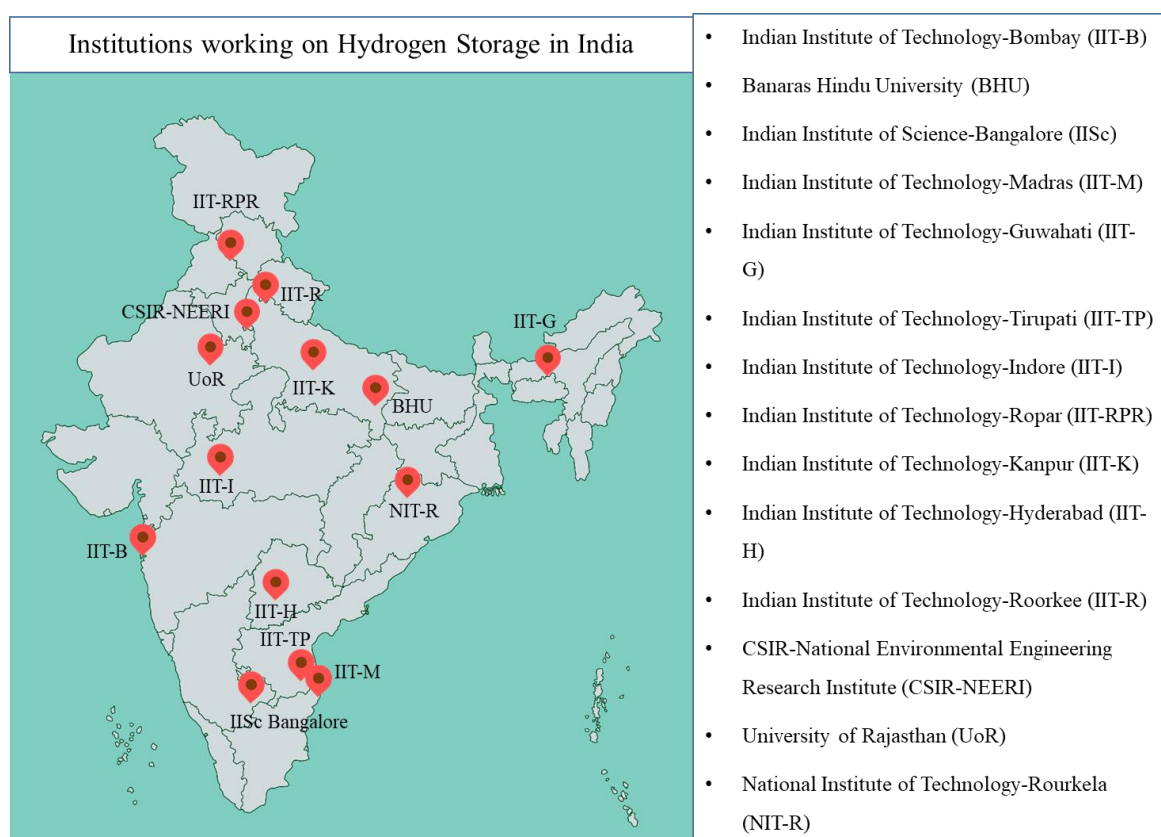 Institutions working on Hydrogen Storage in India
IIT-RPR
IIT-R
CSIR-NEERI
IIT-G
UoR
IIT-K
BHU
IIT-I
NIT-R
IIT-B
IIT-H
IIT-TP
IIT-M
IISc Bangalore
• Indian Institute of Technology-Bombay (IIT-B)
• Banaras Hindu University (BHU)
• Indian Institute of Science-Bangalore (IISc)
• Indian Institute of Technology-Madras (IIT-M)
• Indian Institute of Technology-Guwahati (IIT-
G)
• Indian Institute of Technology-Tirupati (IIT-TP)
• Indian Institute of Technology-Indore (IIT-I)
• Indian Institute of Technology-Ropar (IIT-RPR)
• Indian Institute of Technology-Kanpur (IIT-K)
• Indian Institute of Technology-Hyderabad (IIT-
H)
• Indian Institute of Technology-Roorkee (IIT-R)
• CSIR-National Environmental Engineering
Research Institute (CSIR-NEERI)
• University of Rajasthan (UoR)
• National Institute of Technology-Rourkela
(NIT-R)